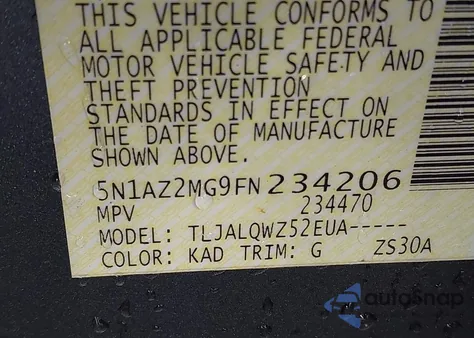 THIS VEHICLE CONFORMS TO
ALL APPLICABLE FEDERAL
MOTOR VEHICLE SAFETY AND
THEFT PREVENTION
STANDARDS IN EFFECT ON
THE DATE OF MANUFACTURE
SHOWN ABOVE.
5N1AZ2MG9FN234206
MPV 234470
MODEL: TLJALQWZ52EUA-----
COLOR: KAD TRIM: G ZS30A
autoSnap